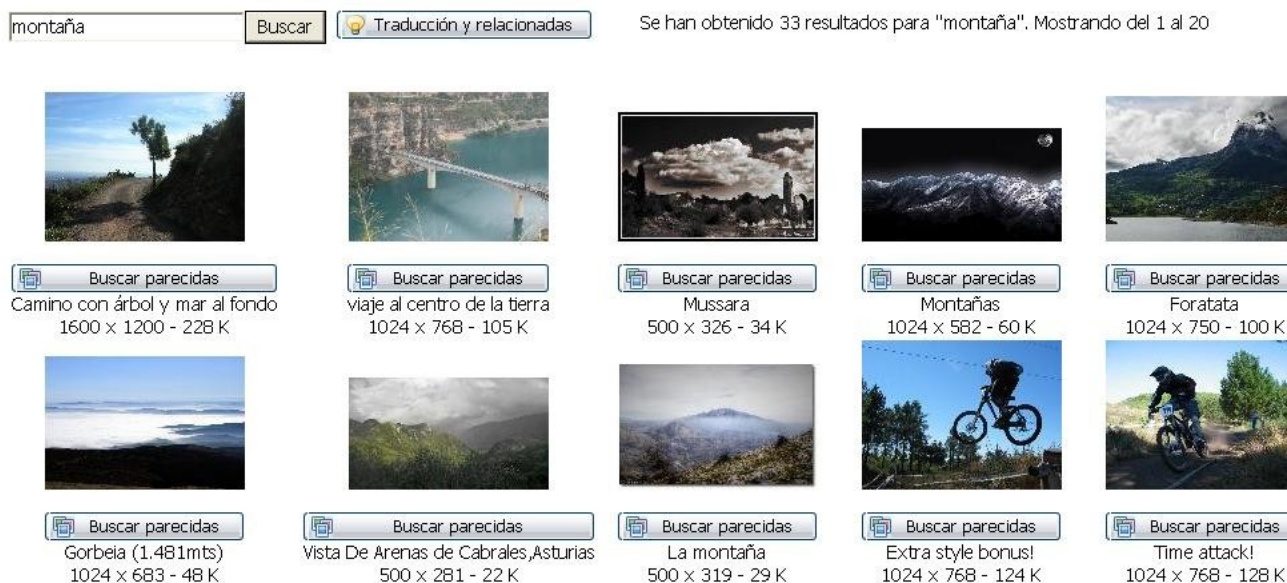 montaña Buscar Traducción y relacionadas Se han obtenido 33 resultados para "montaña". Mostrando del 1 al 20
Buscar parecidas Buscar parecidas Buscar parecidas Buscar parecidas Buscar parecidas
Camino con árbol y mar al fondo viaje al centro de la tierra Mussara Montañas Foratata
1600 x 1200 - 228 K 1024 x 768 - 105 K 500 x 326 - 34 K 1024 x 582 - 60 K 1024 x 750 - 100 K
Buscar parecidas Buscar parecidas Buscar parecidas Buscar parecidas Buscar parecidas
Gorbeia (1.481mts) Vista De Arenas de Cabrales,Asturias La montaña Extra style bonus! Time attack!
1024 x 683 - 48 K 500 x 281 - 22 K 500 x 319 - 29 K 1024 x 768 - 124 K 1024 x 768 - 128 K